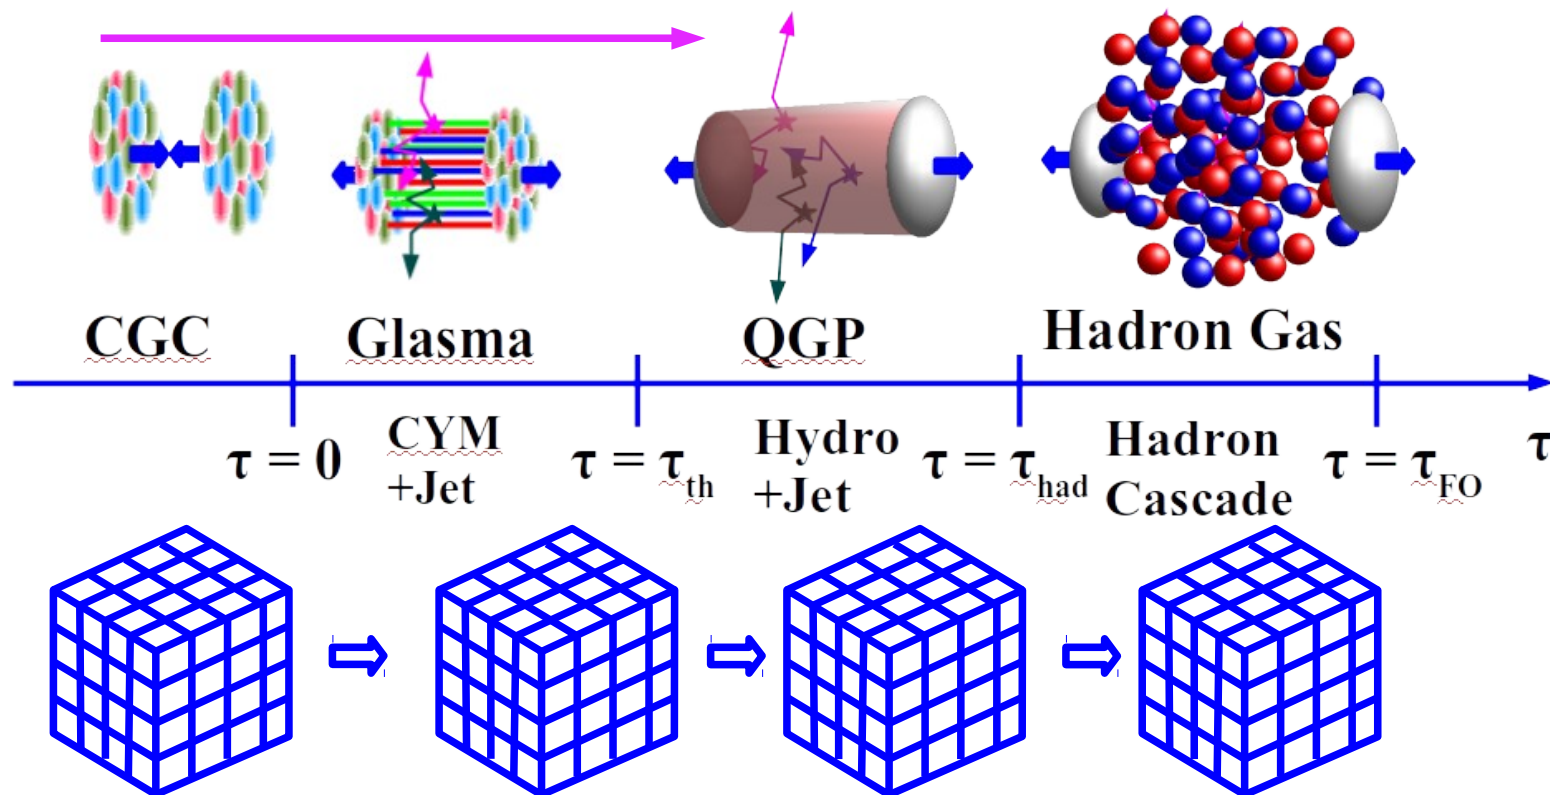 CGC
Glasma
QGP
Hadron Gas
τ = 0
CYM
+Jet
τ = τth
Hydro
+Jet
τ = τhad
Hadron
Cascade
τ = τFO
τ